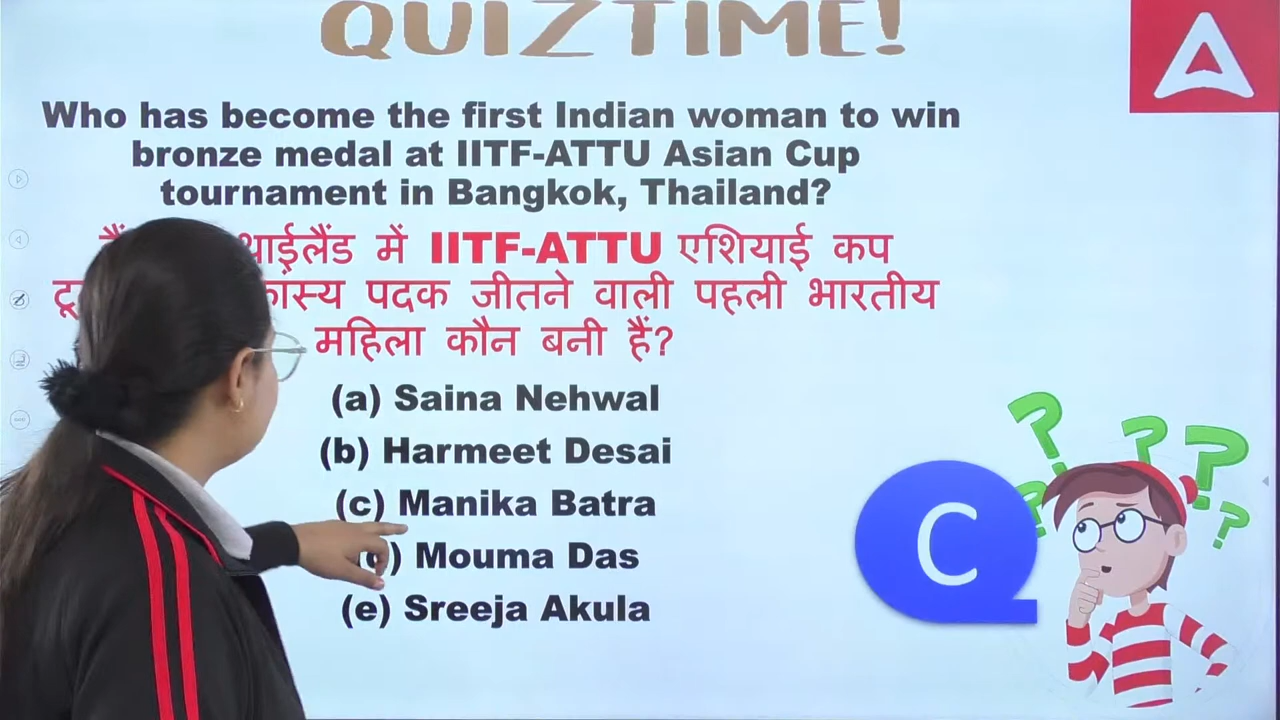 QUIZ TIME!
Who has become the first Indian woman to win
bronze medal at IITF-ATTU Asian Cup
tournament in Bangkok, Thailand?
थाईलैंड में IITF-ATTU एशियाई कप
कांस्य पदक जीतने वाली पहली भारतीय
महिला कौन बनी हैं?
(a) Saina Nehwal
(b) Harmeet Desai
(c) Manika Batra
Mouma Das
(e) Sreeja Akula
C